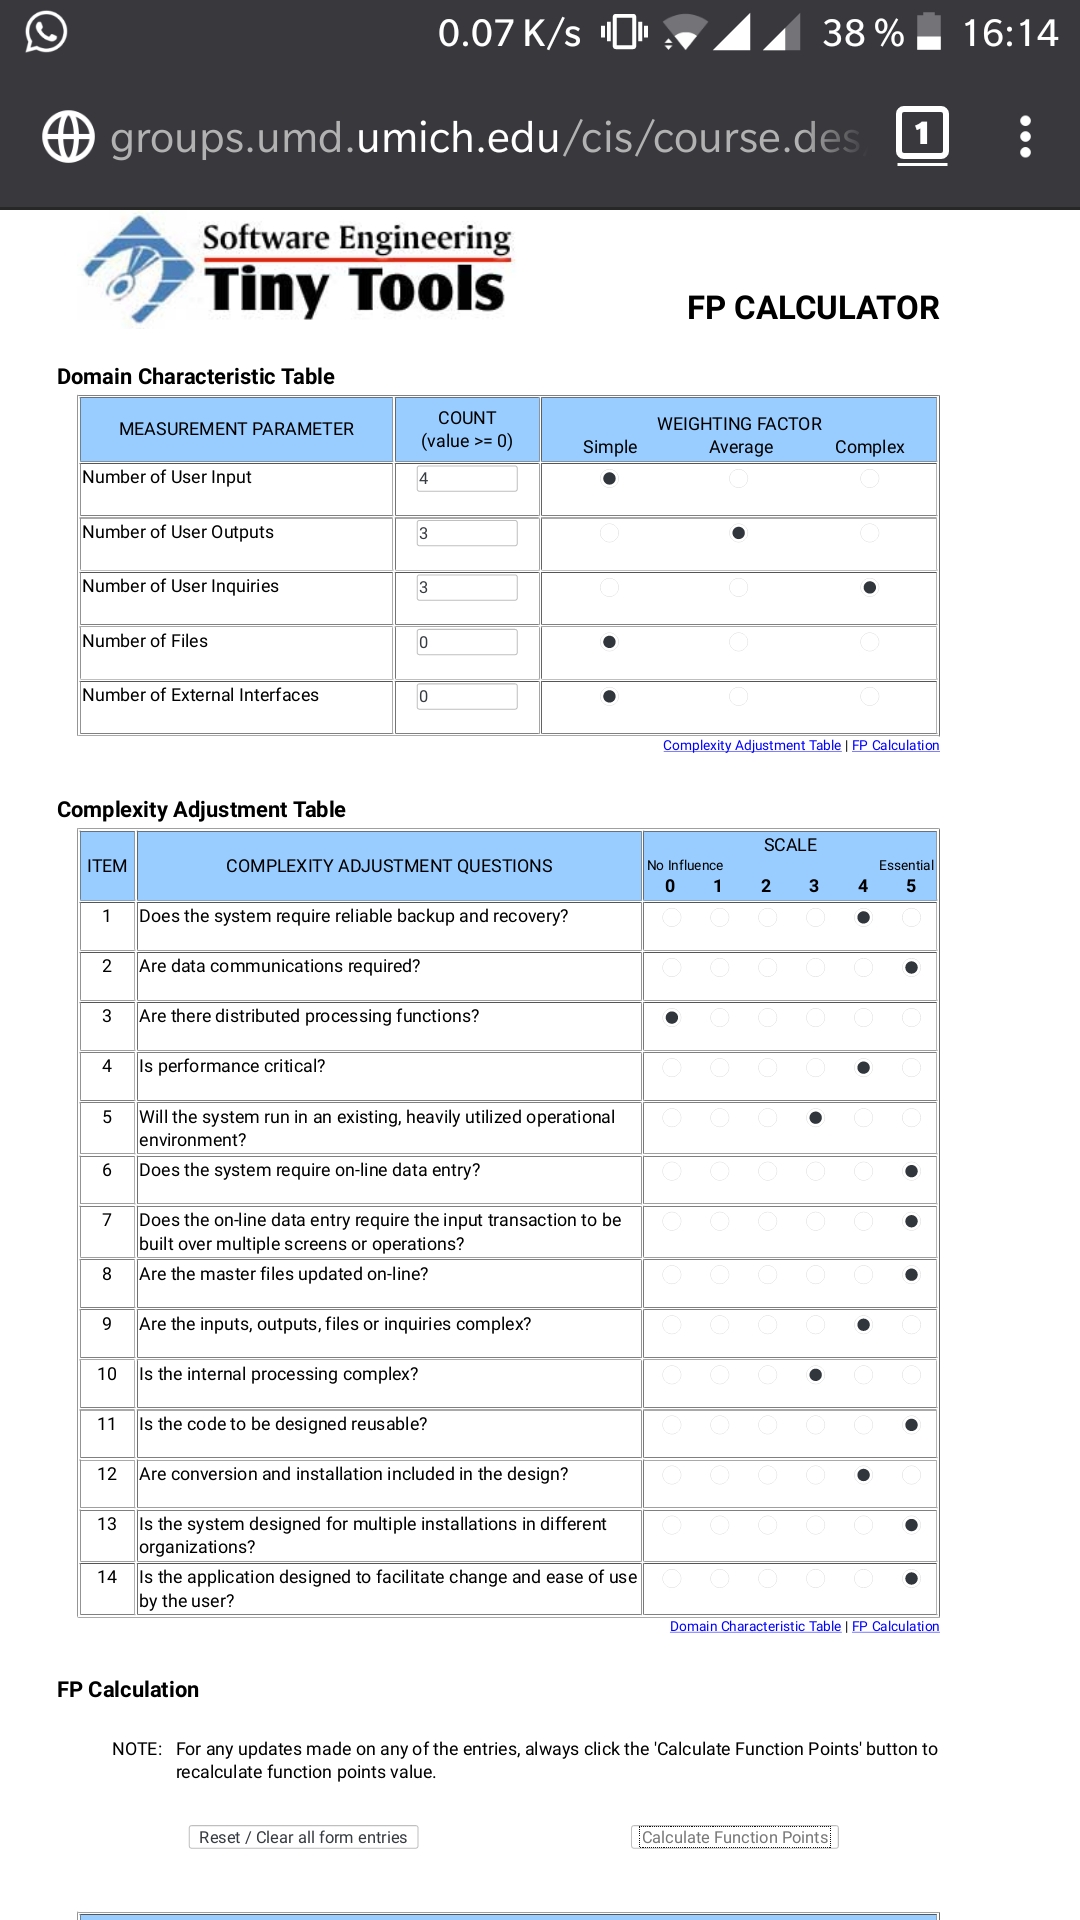 0.07 K/s 38 % 16:14
groups.umd.umich.edu/cis/course.des 1
Software Engineering
Tiny Tools
FP CALCULATOR
Domain Characteristic Table
MEASUREMENT PARAMETER COUNT (value >= 0) WEIGHTING FACTOR
Simple Average Complex
Number of User Input 4
Number of User Outputs 3
Number of User Inquiries 3
Number of Files 0
Number of External Interfaces 0
Complexity Adjustment Table | FP Calculation
Complexity Adjustment Table
ITEM COMPLEXITY ADJUSTMENT QUESTIONS SCALE
No Influence Essential
0 1 2 3 4 5
1 Does the system require reliable backup and recovery?
2 Are data communications required?
3 Are there distributed processing functions?
4 Is performance critical?
5 Will the system run in an existing, heavily utilized operational
environment?
6 Does the system require on-line data entry?
7 Does the on-line data entry require the input transaction to be
built over multiple screens or operations?
8 Are the master files updated on-line?
9 Are the inputs, outputs, files or inquiries complex?
10 Is the internal processing complex?
11 Is the code to be designed reusable?
12 Are conversion and installation included in the design?
13 Is the system designed for multiple installations in different
organizations?
14 Is the application designed to facilitate change and ease of use
by the user?
Domain Characteristic Table | FP Calculation
FP Calculation
NOTE: For any updates made on any of the entries, always click the 'Calculate Function Points' button to
recalculate function points value.
Reset / Clear all form entries Calculate Function Points